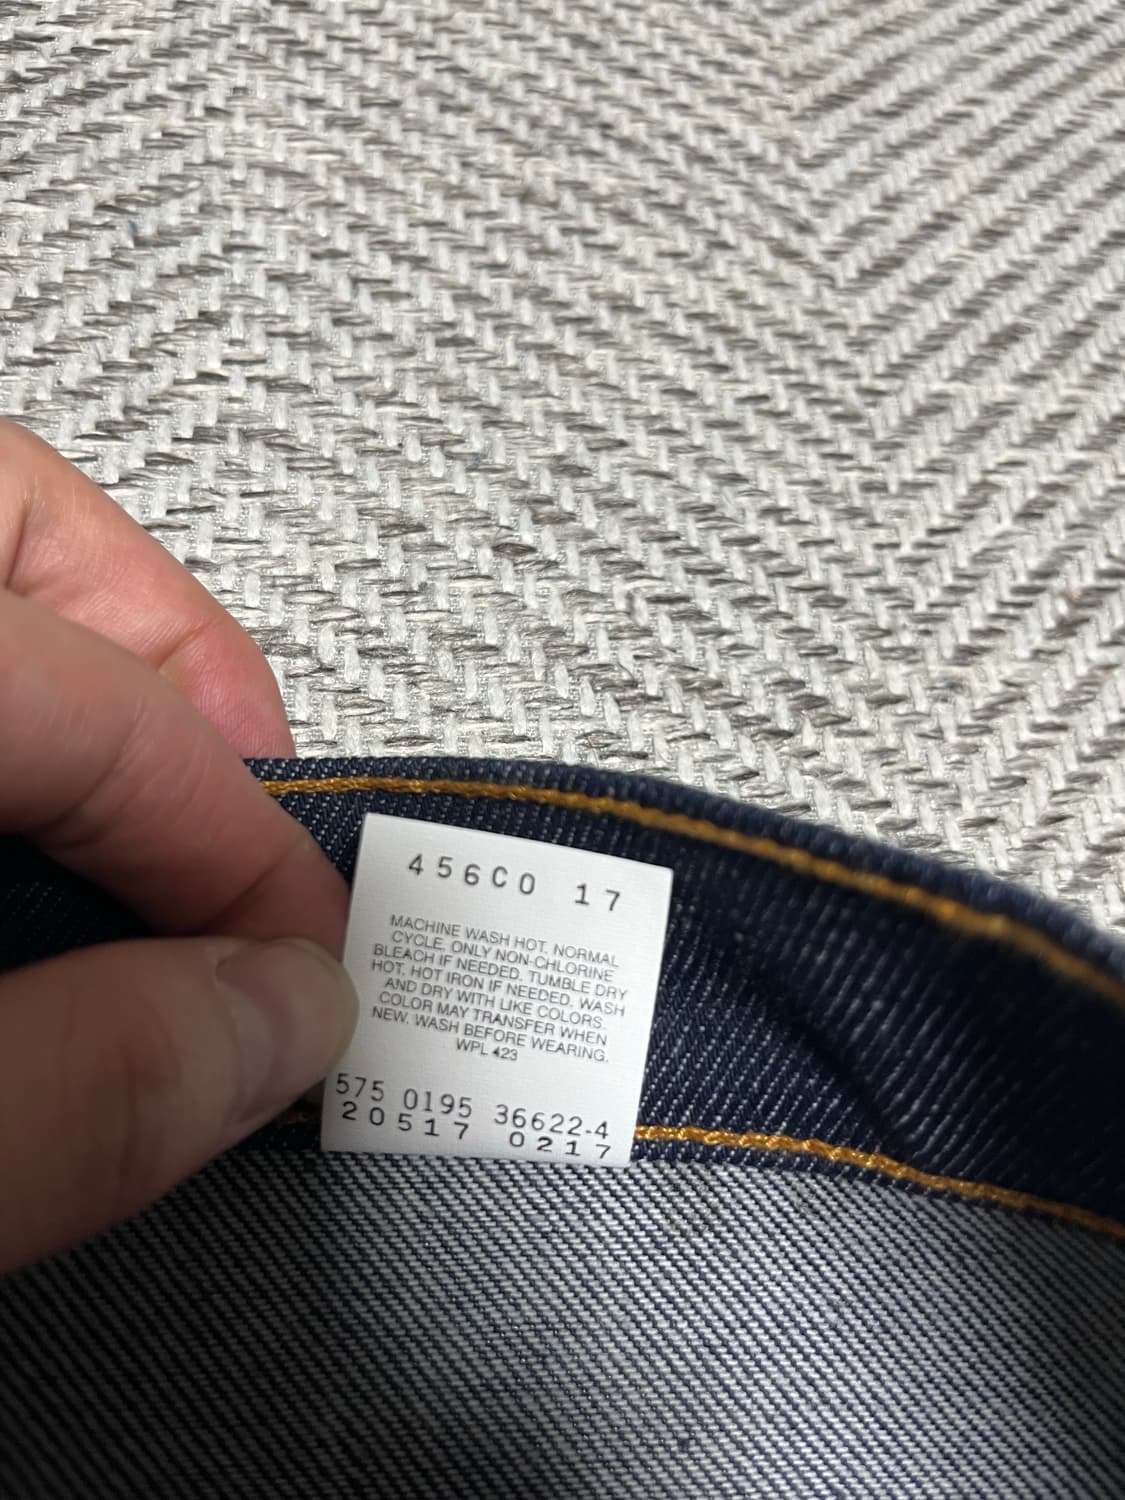 456C0 17
MACHINE WASH HOT. NORMAL
CYCLE. ONLY NON-CHLORINE
BLEACH IF NEEDED. TUMBLE DRY
HOT. HOT IRON IF NEEDED. WASH
AND DRY WITH LIKE COLORS.
COLOR MAY TRANSFER WHEN
NEW. WASH BEFORE WEARING.
WPL 423
575 0195 36622-4
20517 0217